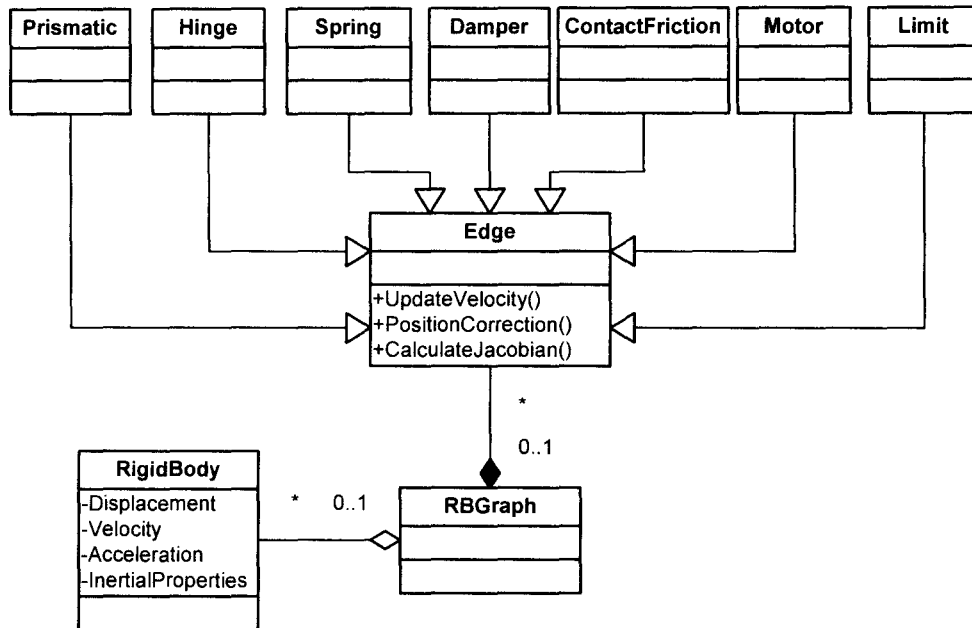 Prismatic
Hinge
Spring
Damper
ContactFriction
Motor
Limit
Edge
+UpdateVelocity()
+PositionCorrection()
+CalculateJacobian()
*
0..1
RigidBody
-Displacement
-Velocity
-Acceleration
-InertialProperties
* 0..1
RBGraph